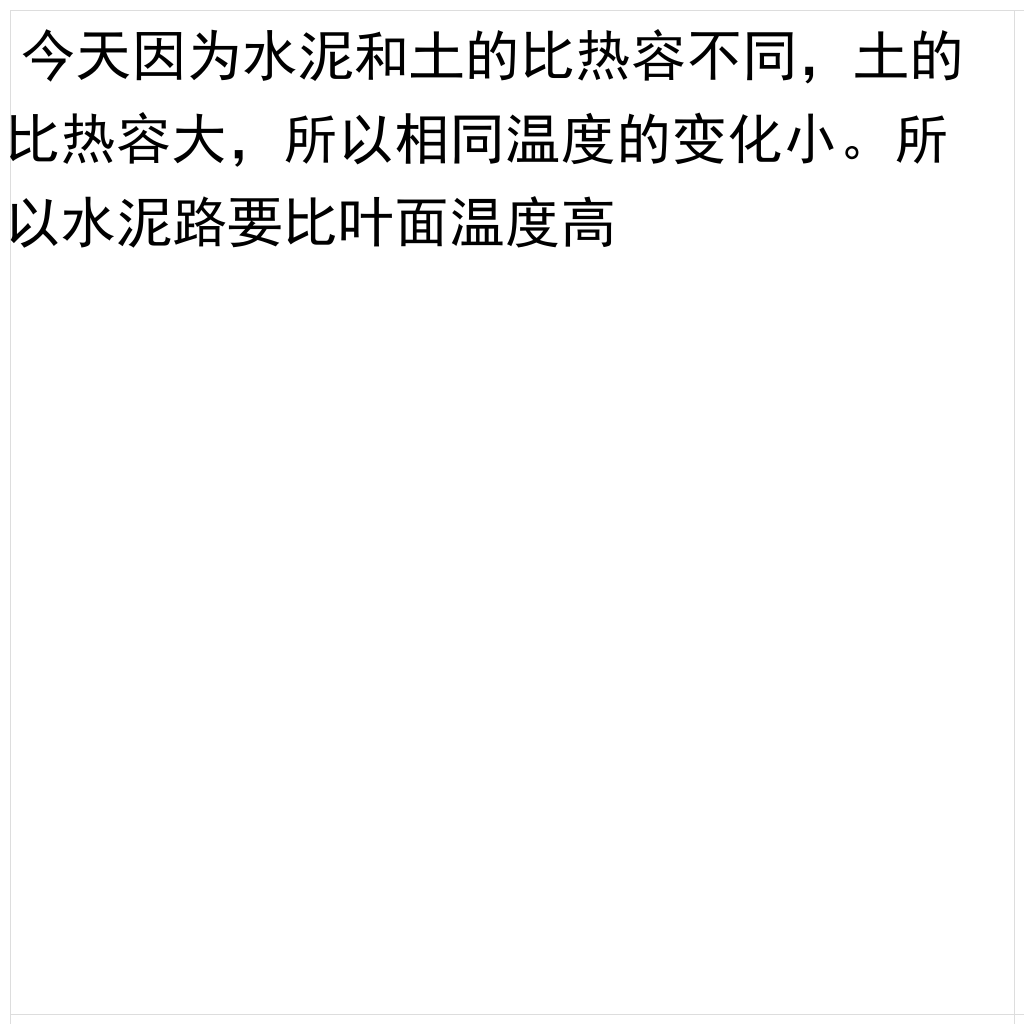 今天因为水泥和土的比热容不同，土的
比热容大，所以相同温度的变化小。所
以水泥路要比叶面温度高